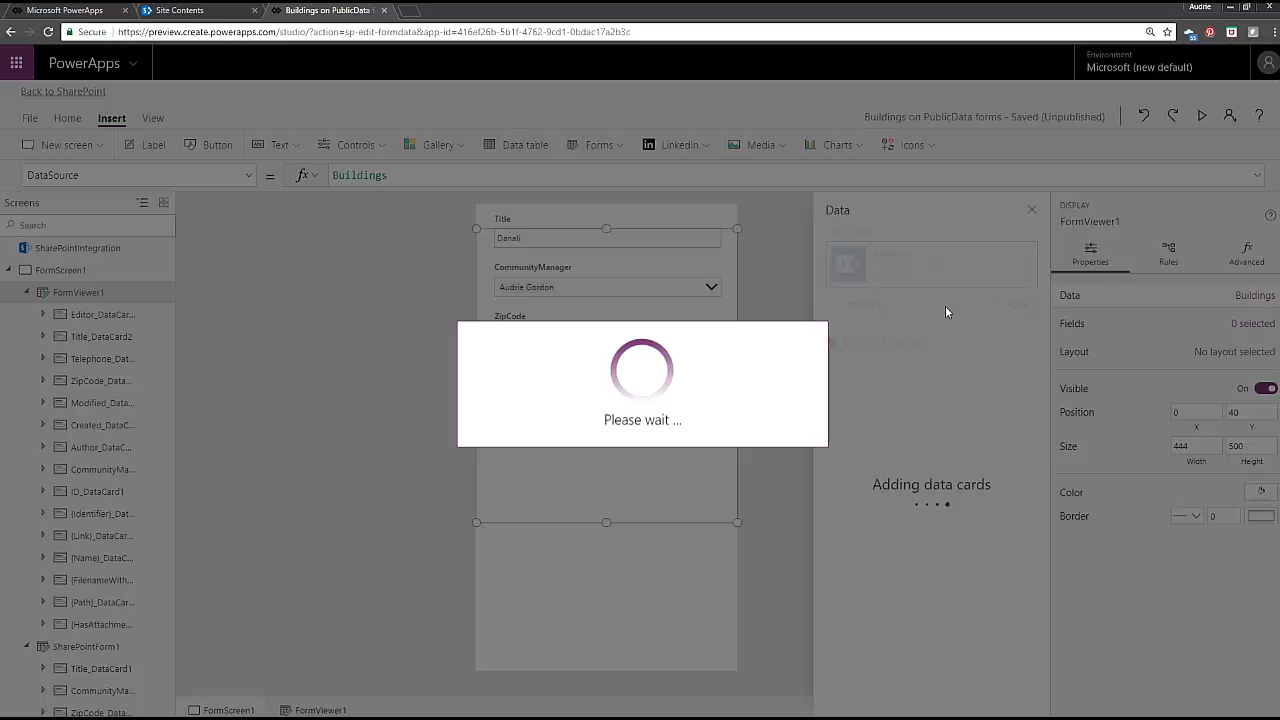 Microsoft PowerApps
Site Contents
Buildings on PublicData f
Audrie
Secure
https://preview.create.powerapps.com/studio/?action=sp-edit-formdata&app-id=416ef26b-5b1f-4762-9cd1-0bdac17a2b3c
PowerApps
Environment
Microsoft (new default)
Back to SharePoint
File Home Insert View
Buildings on PublicData forms - Saved (Unpublished)
New screen Label Button Text Controls Gallery Data table Forms LinkedIn Media Charts Icons
DataSource = fx Buildings
Screens
Search
SharePointIntegration
FormScreen1
FormViewer1
Editor_DataCar...
Title_DataCard2
Telephone_Dat...
ZipCode_Data...
Modified_Data...
Created_DataC...
Author_DataC...
CommunityMa...
ID_DataCard1
{Identifier}_Dat...
{Link}_DataCar...
{Name}_DataC...
{FilenameWith...
{Path}_DataCar...
{HasAttachme...
SharePointForm1
Title_DataCard1
CommunityMa...
ZipCode_Data...
Title
Danali
CommunityManager
Audrie Gordon
ZipCode
Please wait ...
FormScreen1 FormViewer1
Data
Adding data cards
DISPLAY
FormViewer1
Properties Rules Advanced
Data Buildings
Fields 0 selected
Layout No layout selected
Visible On
Position 0 40
X Y
Size 444 500
Width Height
Color
Border 0